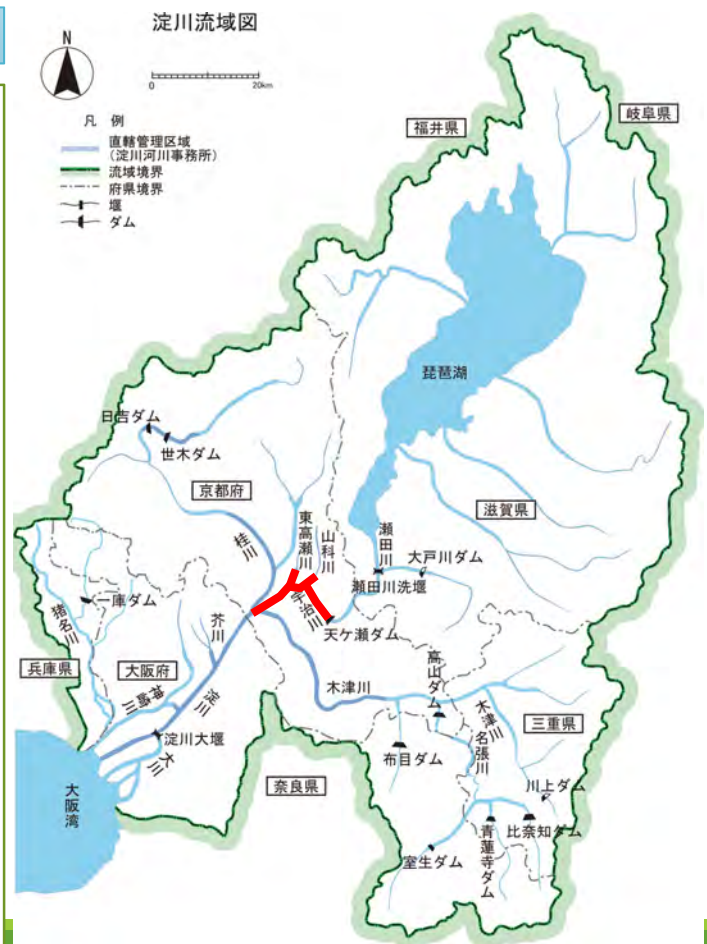 淀川流域図
N
0 20km
凡 例
直轄管理区域
(淀川河川事務所)
流域境界
府県境界
堰
ダム
福井県
岐阜県
琵琶湖
日吉ダム
世木ダム
京都府
滋賀県
桂川
東高瀬川
山科川
瀬田川
大戸川ダム
瀬田川洗堰
宇治川
天ケ瀬ダム
一庫ダム
猪名川
芥川
兵庫県
大阪府
神崎川
淀川
木津川
高山ダム
木津川
名張川
三重県
淀川大堰
大川
布目ダム
川上ダム
奈良県
大阪湾
青蓮寺ダム
比奈知ダム
室生ダム